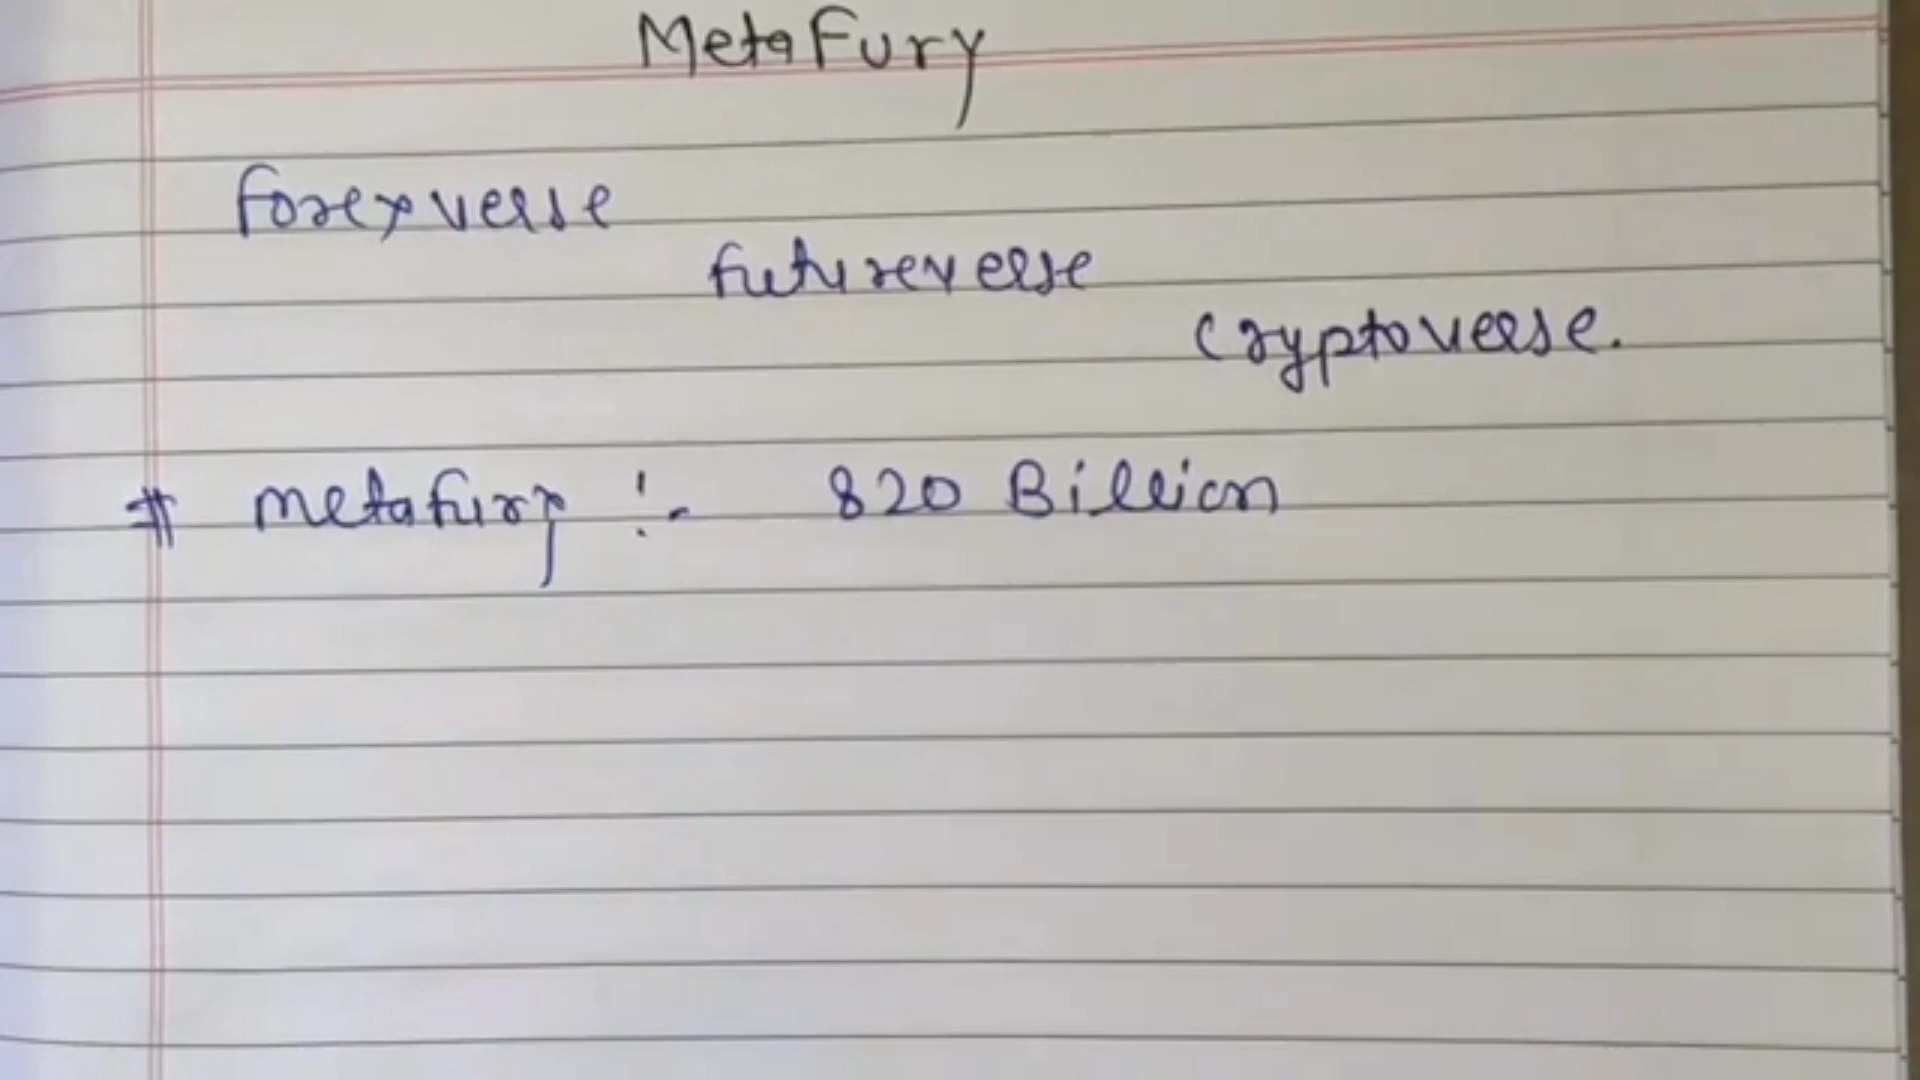 MetaFury
forexverse
futureverse
cryptoverse.
# metafury :- 820 Billion